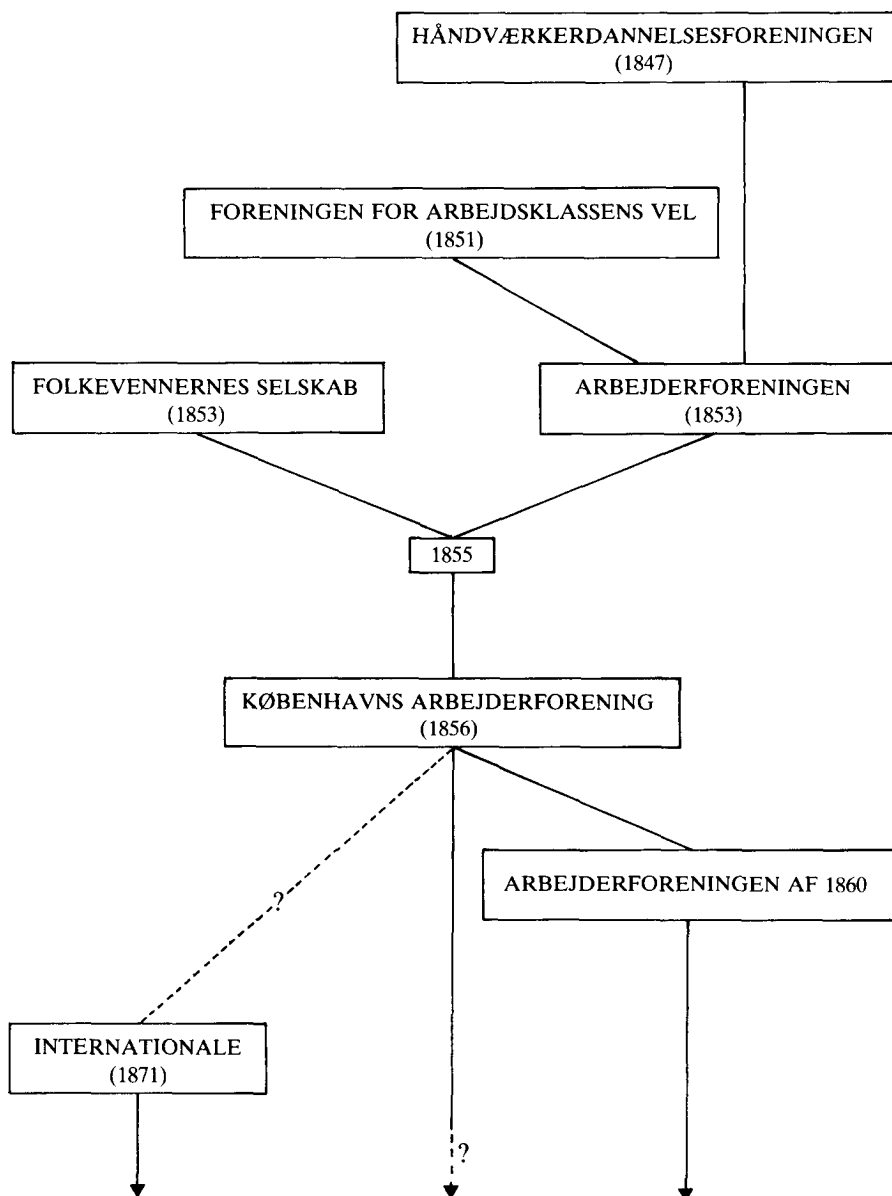 HÅNDVÆRKERDANNELSESFORENINGEN
(1847)
FORENINGEN FOR ARBEJDSKLASSENS VEL
(1851)
FOLKEVENNERNES SELSKAB
(1853)
ARBEJDERFORENINGEN
(1853)
1855
KØBENHAVNS ARBEJDERFORENING
(1856)
ARBEJDERFORENINGEN AF 1860
?
INTERNATIONALE
(1871)
?